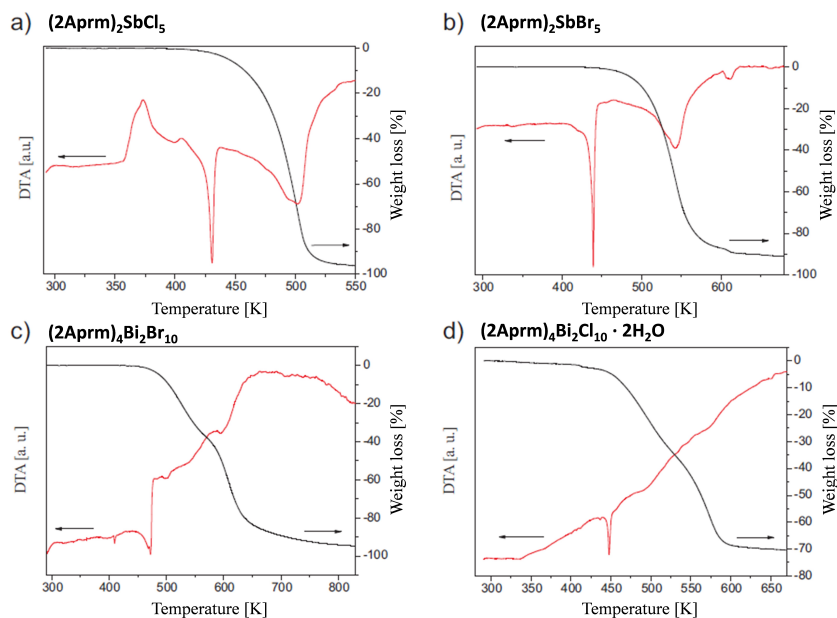 a) (2Aprm)₂SbCl₅
DTA [a.u.]
0
-20
-40
-60
-80
-100
Weight loss [%]
300 350 400 450 500 550
Temperature [K]
b) (2Aprm)₂SbBr₅
DTA [a. u.]
0
-20
-40
-60
-80
-100
Weight loss [%]
300 400 500 600
Temperature [K]
c) (2Aprm)₄Bi₂Br₁₀
DTA [a. u.]
0
-20
-40
-60
-80
-100
Weight loss [%]
300 400 500 600 700 800
Temperature [K]
d) (2Aprm)₄Bi₂Cl₁₀ · 2H₂O
DTA [a. u.]
0
-10
-20
-30
-40
-50
-60
-70
-80
Weight loss [%]
300 350 400 450 500 550 600 650
Temperature [K]